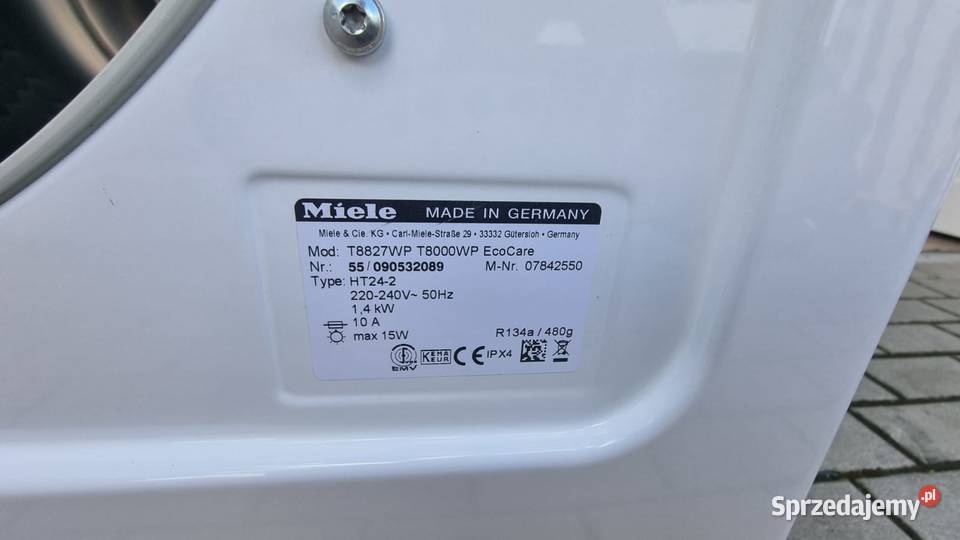 Miele MADE IN GERMANY
Miele & Cie. KG • Carl-Miele-Straße 29 • 33332 Gütersloh • Germany
Mod: T8827WP T8000WP EcoCare
Nr.: 55/090532089 M-Nr. 07842550
Type: HT24-2
220-240V~ 50Hz
1,4 kW
10 A
max 15W R134a / 480g
EMV KEMA KEUR CE IPX4
Sprzedajemy.pl